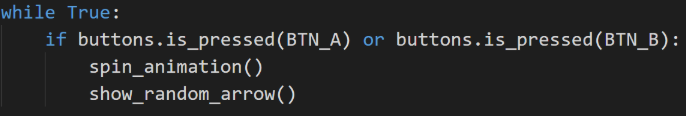 while True:
    if buttons.is_pressed(BTN_A) or buttons.is_pressed(BTN_B):
        spin_animation()
        show_random_arrow()